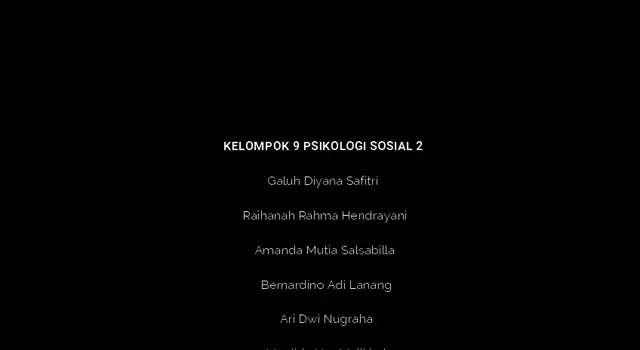 KELOMPOK 9 PSIKOLOGI SOSIAL 2
Galuh Diyana Safitri
Raihanah Rahma Hendrayani
Amanda Mutia Salsabilla
Bernardino Adi Lanang
Ari Dwi Nugraha